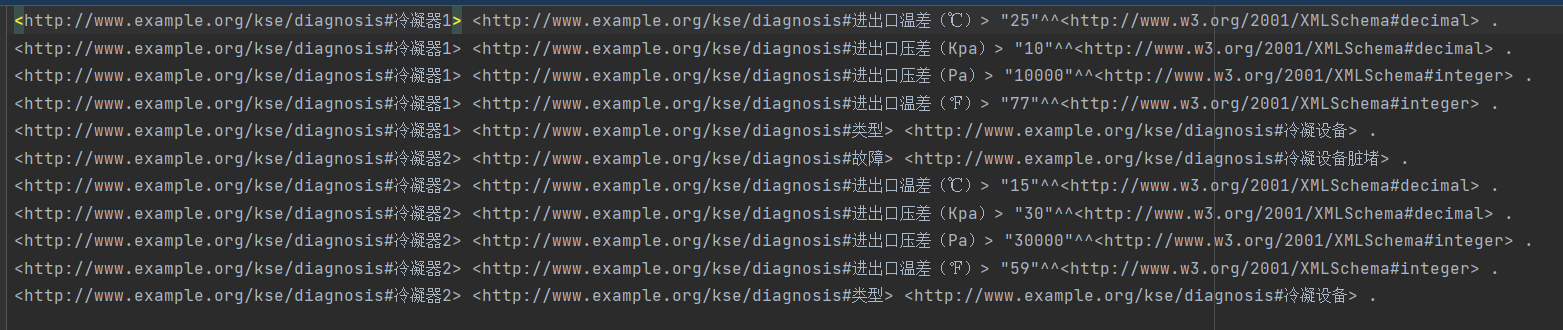 <http://www.example.org/kse/diagnosis#冷凝器1> <http://www.example.org/kse/diagnosis#进出口温差（℃）> "25"^^<http://www.w3.org/2001/XMLSchema#decimal> .
<http://www.example.org/kse/diagnosis#冷凝器1> <http://www.example.org/kse/diagnosis#进出口压差（Kpa）> "10"^^<http://www.w3.org/2001/XMLSchema#decimal> .
<http://www.example.org/kse/diagnosis#冷凝器1> <http://www.example.org/kse/diagnosis#进出口压差（Pa）> "10000"^^<http://www.w3.org/2001/XMLSchema#integer> .
<http://www.example.org/kse/diagnosis#冷凝器1> <http://www.example.org/kse/diagnosis#进出口温差（℉）> "77"^^<http://www.w3.org/2001/XMLSchema#integer> .
<http://www.example.org/kse/diagnosis#冷凝器1> <http://www.example.org/kse/diagnosis#类型> <http://www.example.org/kse/diagnosis#冷凝设备> .
<http://www.example.org/kse/diagnosis#冷凝器2> <http://www.example.org/kse/diagnosis#故障> <http://www.example.org/kse/diagnosis#冷凝设备脏堵> .
<http://www.example.org/kse/diagnosis#冷凝器2> <http://www.example.org/kse/diagnosis#进出口温差（℃）> "15"^^<http://www.w3.org/2001/XMLSchema#decimal> .
<http://www.example.org/kse/diagnosis#冷凝器2> <http://www.example.org/kse/diagnosis#进出口压差（Kpa）> "30"^^<http://www.w3.org/2001/XMLSchema#decimal> .
<http://www.example.org/kse/diagnosis#冷凝器2> <http://www.example.org/kse/diagnosis#进出口压差（Pa）> "30000"^^<http://www.w3.org/2001/XMLSchema#integer> .
<http://www.example.org/kse/diagnosis#冷凝器2> <http://www.example.org/kse/diagnosis#进出口温差（℉）> "59"^^<http://www.w3.org/2001/XMLSchema#integer> .
<http://www.example.org/kse/diagnosis#冷凝器2> <http://www.example.org/kse/diagnosis#类型> <http://www.example.org/kse/diagnosis#冷凝设备> .